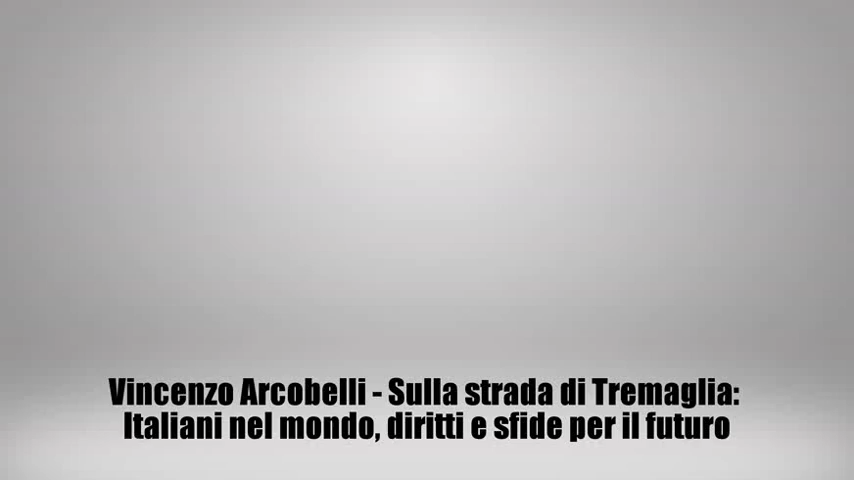 Vincenzo Arcobelli - Sulla strada di Tremaglia:
Italiani nel mondo, diritti e sfide per il futuro